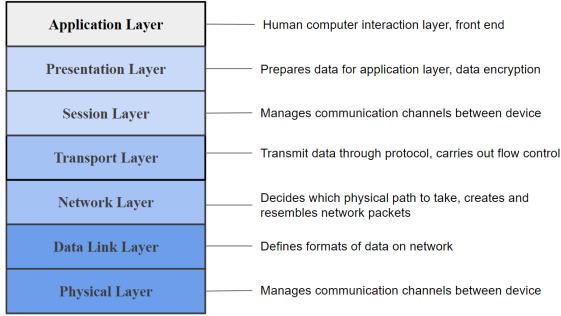 Application Layer
Human computer interaction layer, front end
Presentation Layer
Prepares data for application layer, data encryption
Session Layer
Manages communication channels between device
Transport Layer
Transmit data through protocol, carries out flow control
Network Layer
Decides which physical path to take, creates and
resembles network packets
Data Link Layer
Defines formats of data on network
Physical Layer
Manages communication channels between device